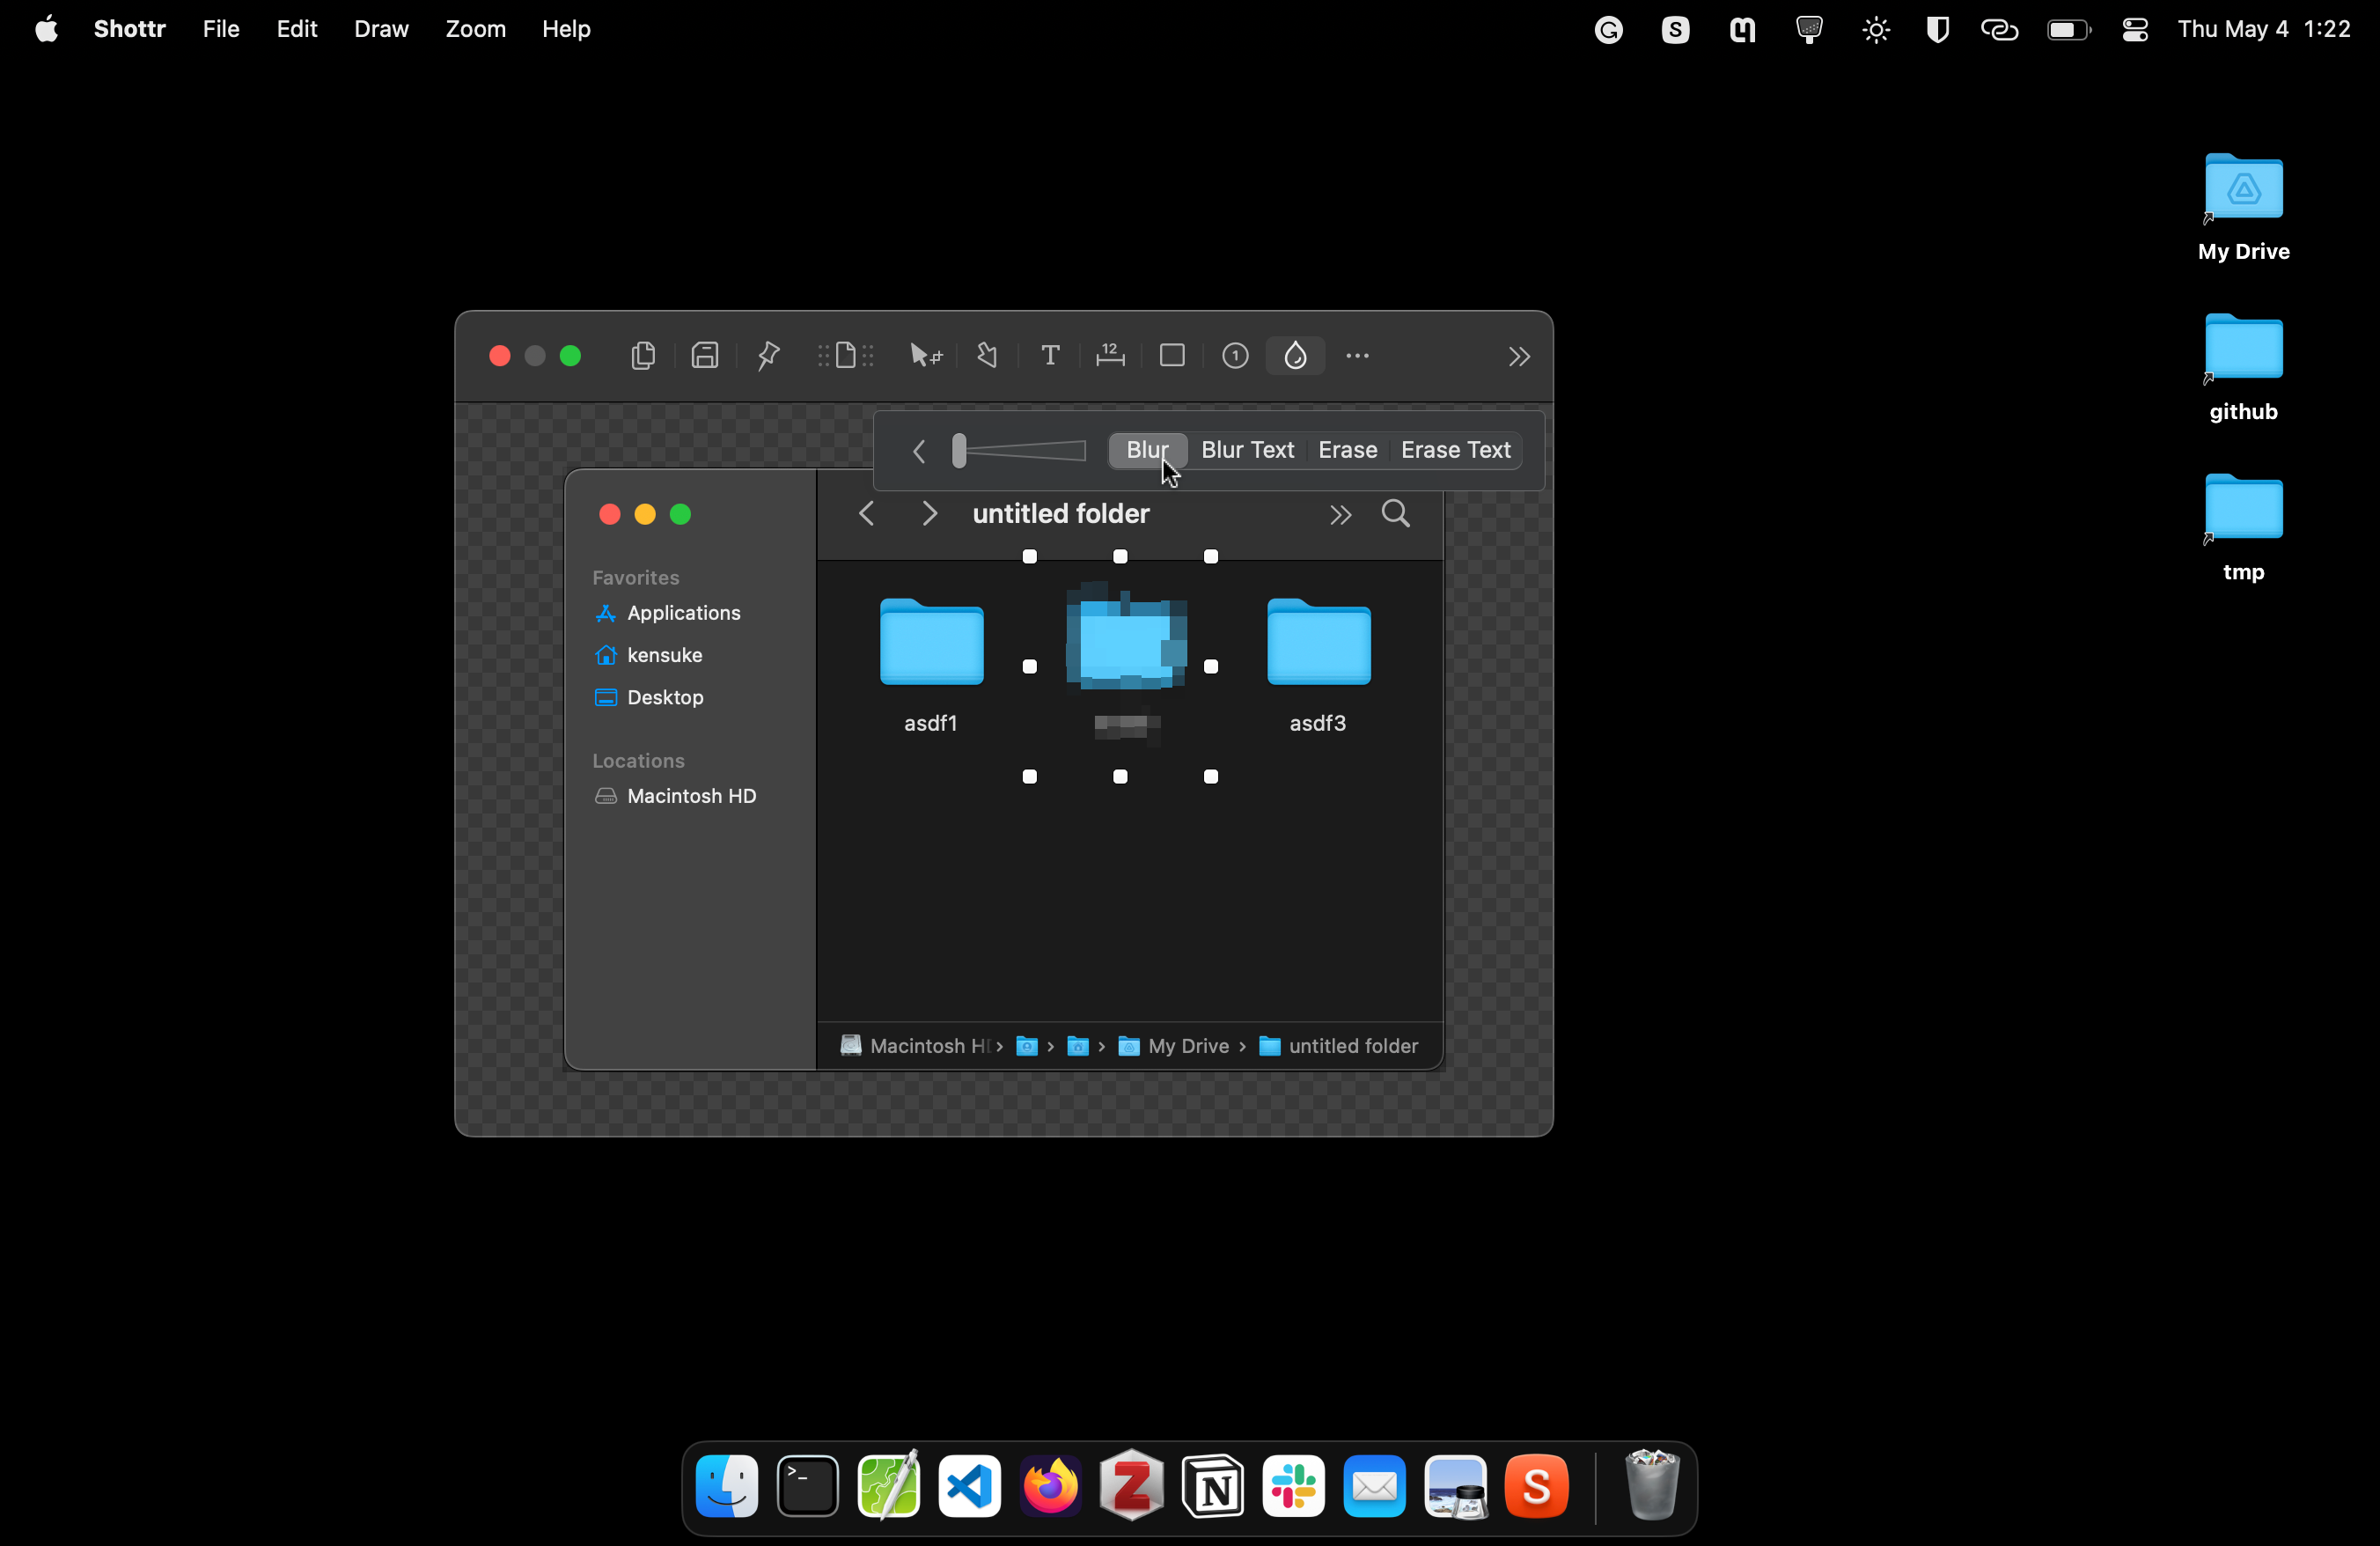 Shottr File Edit Draw Zoom Help
Thu May 4 1:22
My Drive
github
tmp
12
T
1
Blur Blur Text Erase Erase Text
untitled folder
Favorites
Applications
kensuke
Desktop
Locations
Macintosh HD
asdf1
asdf3
Macintosh H › › › My Drive › untitled folder